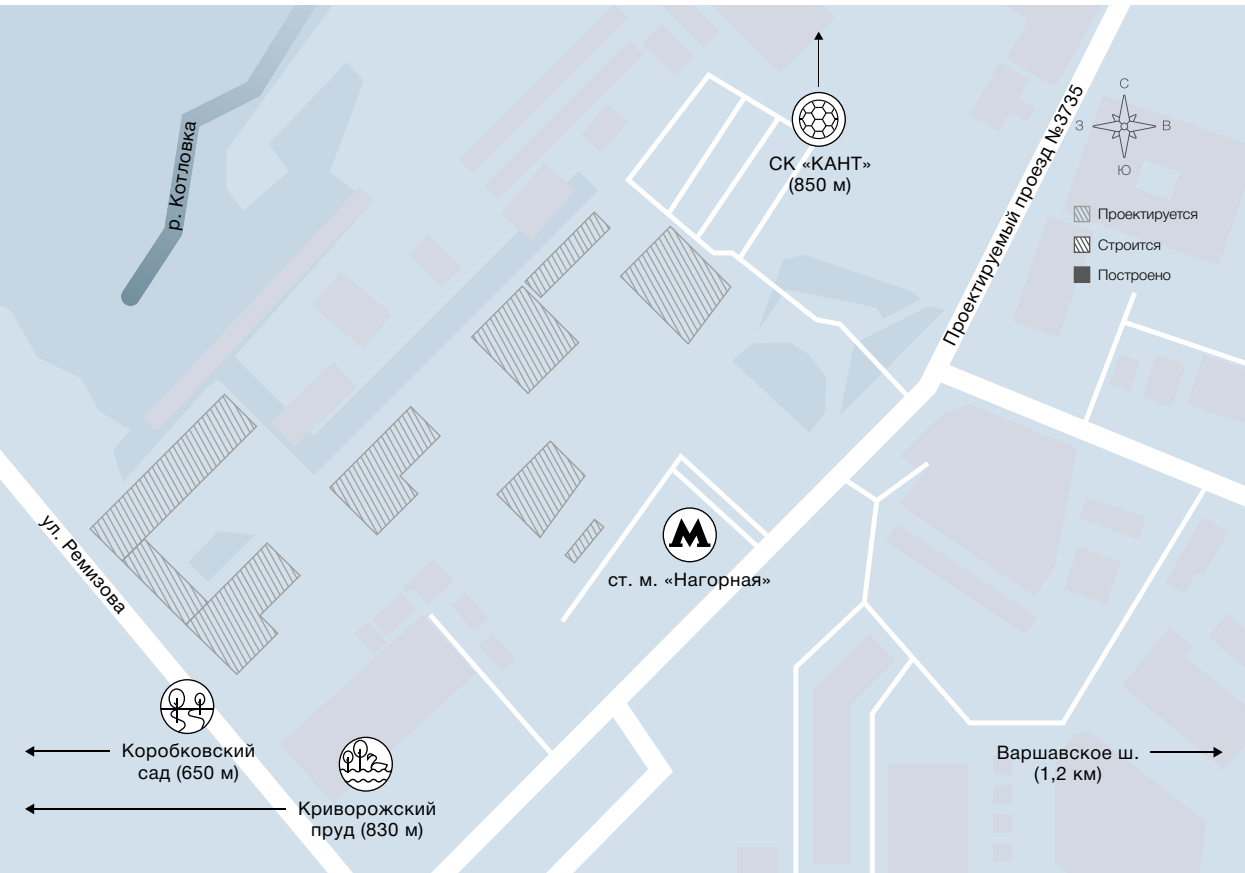 р. Котловка
СК «КАНТ»
(850 м)
Проектируемый проезд №3735
С
З
В
Ю
Проектируется
Строится
Построено
М
ст. м. «Нагорная»
ул. Ремизова
Коробковский
сад (650 м)
Криворожский
пруд (830 м)
Варшавское ш.
(1,2 км)